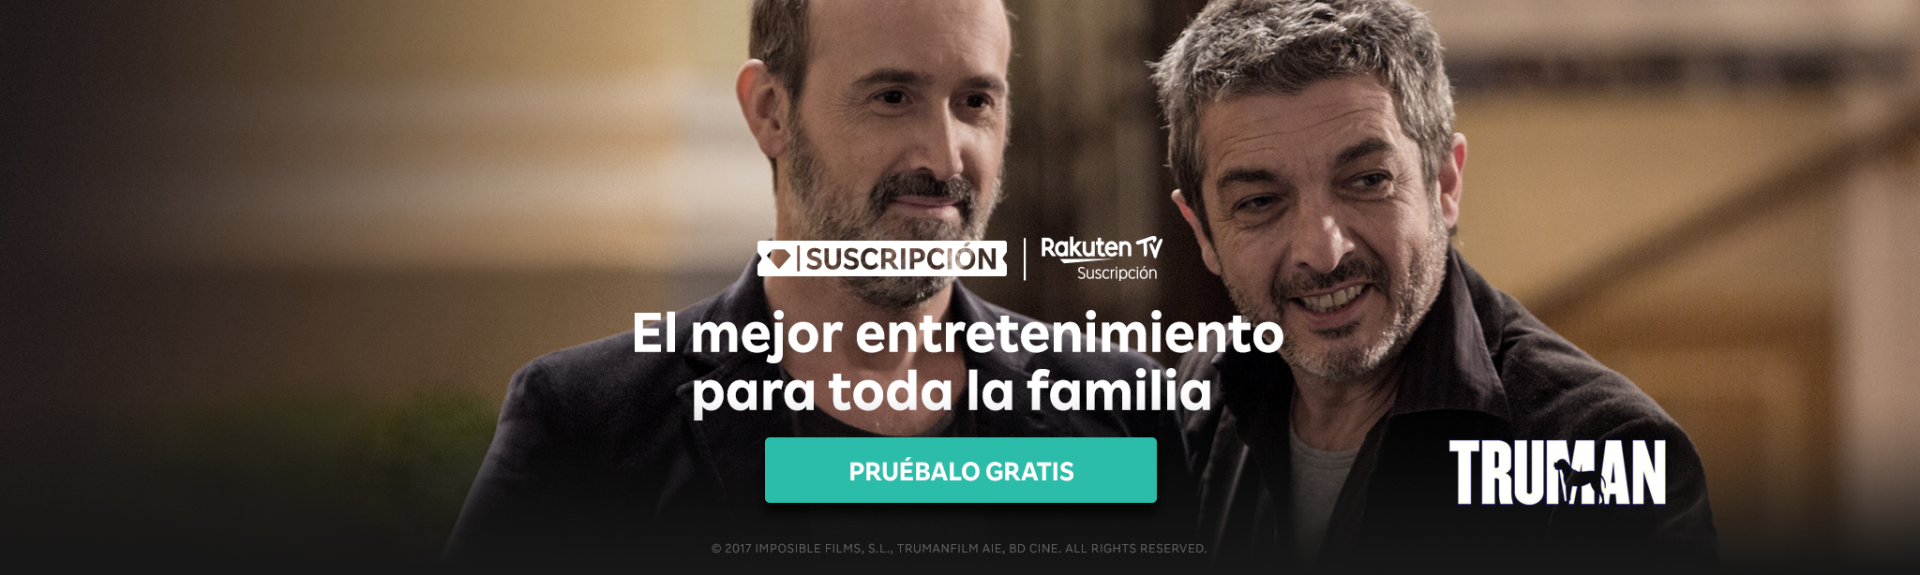 SUSCRIPCIÓN
Rakuten TV
Suscripción
El mejor entretenimiento
para toda la familia
PRUÉBALO GRATIS
TRUMAN
© 2017 IMPOSIBLE FILMS, S.L., TRUMANFILM AIE, BD CINE. ALL RIGHTS RESERVED.